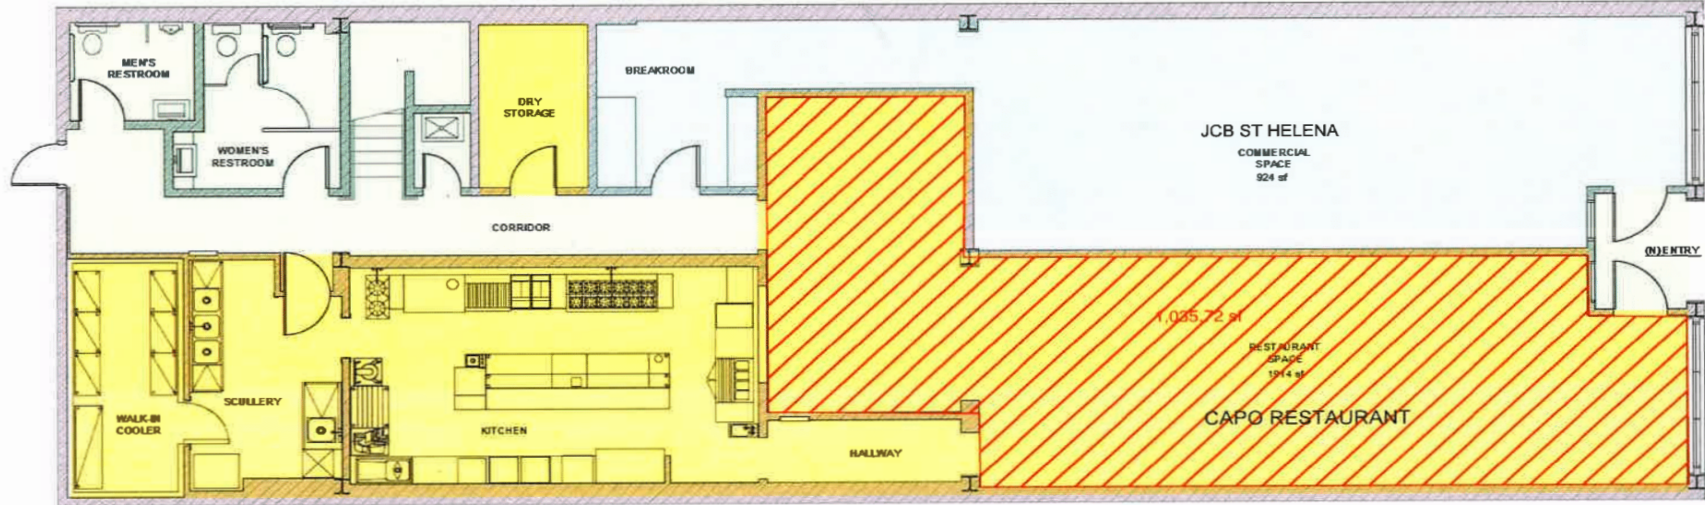 MEN'S
RESTROOM
WOMEN'S
RESTROOM
DRY
STORAGE
BREAKROOM
JCB ST HELENA
COMMERCIAL
SPACE
924 sf
CORRIDOR
(N)ENTRY
1,035.72 sf
RESTAURANT
SPACE
1914 sf
CAPO RESTAURANT
WALK-IN
COOLER
SCULLERY
KITCHEN
HALLWAY